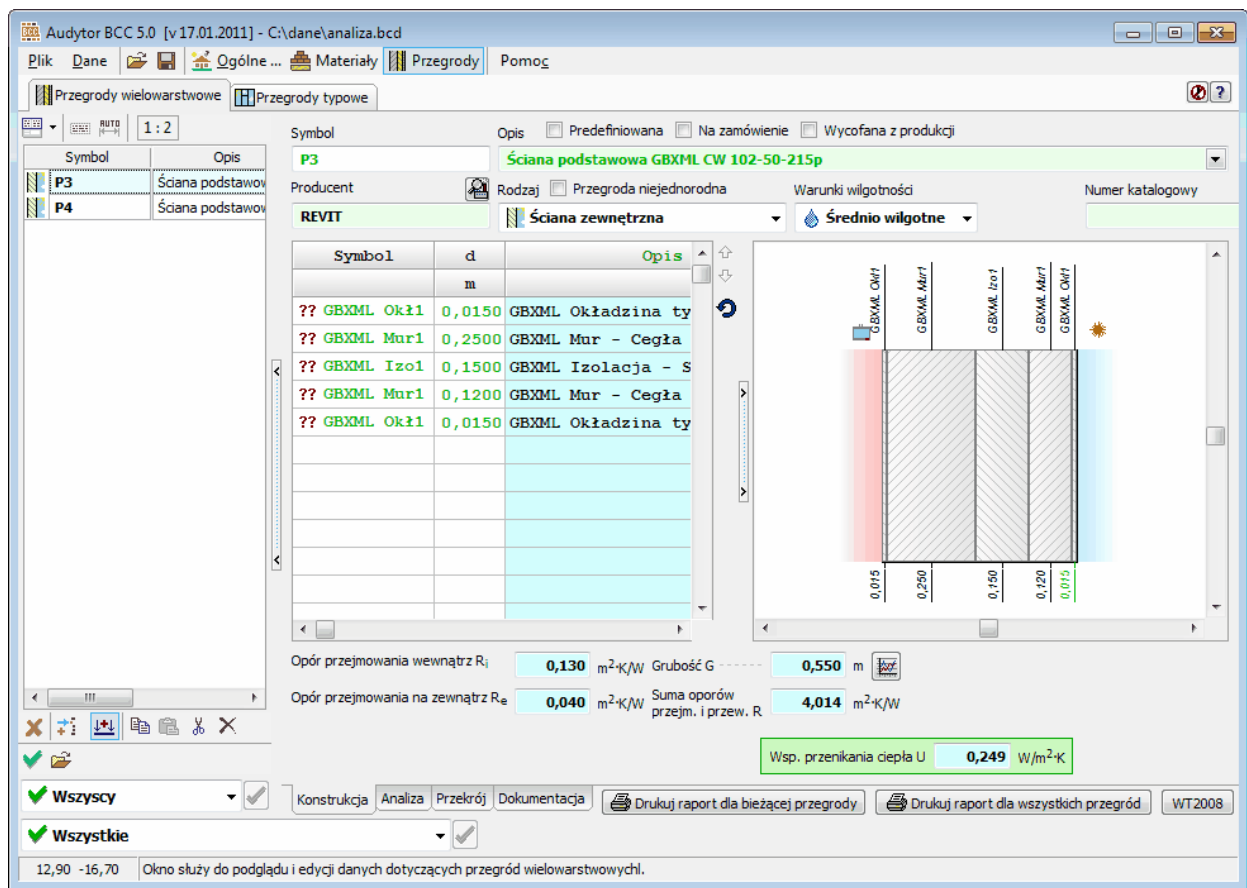 Audytor BCC 5.0 [v 17.01.2011] - C:\dane\analiza.bcd
Plik Dane Ogólne ... Materiały Przegrody Pomoc
Przegrody wielowarstwowe Przegrody typowe
AUTO 1 : 2
Symbol Opis
P3 Ściana podstawow
P4 Ściana podstawow
Symbol Opis Predefiniowana Na zamówienie Wycofana z produkcji
P3 Ściana podstawowa GBXML CW 102-50-215p
Producent Rodzaj Przegroda niejednorodna Warunki wilgotności Numer katalogowy
REVIT Ściana zewnętrzna Średnio wilgotne
Symbol d Opis
m
?? GBXML Okł1 0,0150 GBXML Okładzina ty
?? GBXML Mur1 0,2500 GBXML Mur - Cegła
?? GBXML Izo1 0,1500 GBXML Izolacja - S
?? GBXML Mur1 0,1200 GBXML Mur - Cegła
?? GBXML Okł1 0,0150 GBXML Okładzina ty
GBXML Okł1 GBXML Mur1 GBXML Izo1 GBXML Mur1 GBXML Okł1
0,015 0,250 0,150 0,120 0,015
Opór przejmowania wewnątrz Ri 0,130 m²·K/W Grubość G 0,550 m
Opór przejmowania na zewnątrz Re 0,040 m²·K/W Suma oporów przejm. i przew. R 4,014 m²·K/W
Wsp. przenikania ciepła U 0,249 W/m²·K
Wszyscy
Konstrukcja Analiza Przekrój Dokumentacja Drukuj raport dla bieżącej przegrody Drukuj raport dla wszystkich przegród WT2008
Wszystkie
12,90 -16,70 Okno służy do podglądu i edycji danych dotyczących przegród wielowarstwowychl.